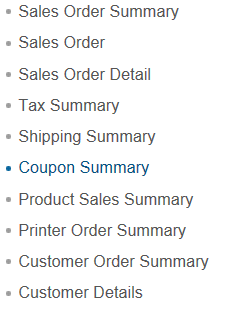 Sales Order Summary
Sales Order
Sales Order Detail
Tax Summary
Shipping Summary
Coupon Summary
Product Sales Summary
Printer Order Summary
Customer Order Summary
Customer Details